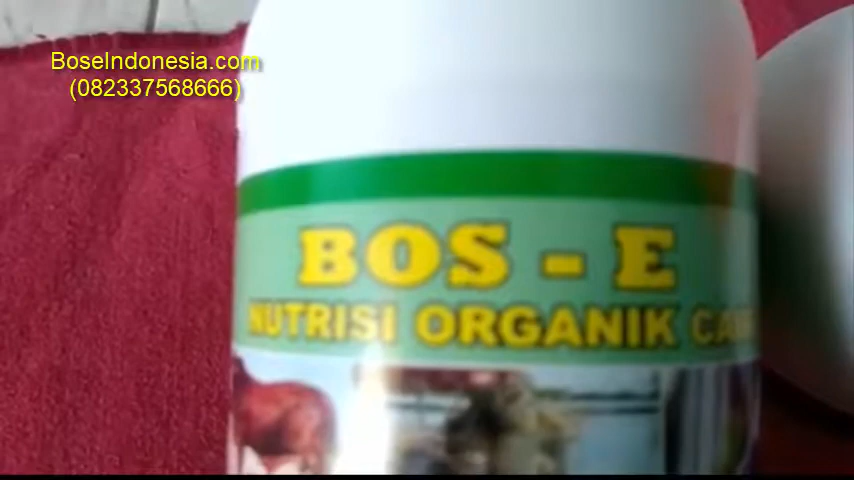 BoseIndonesia.com
(082337568666)
BOS - E
NUTRISI ORGANIK